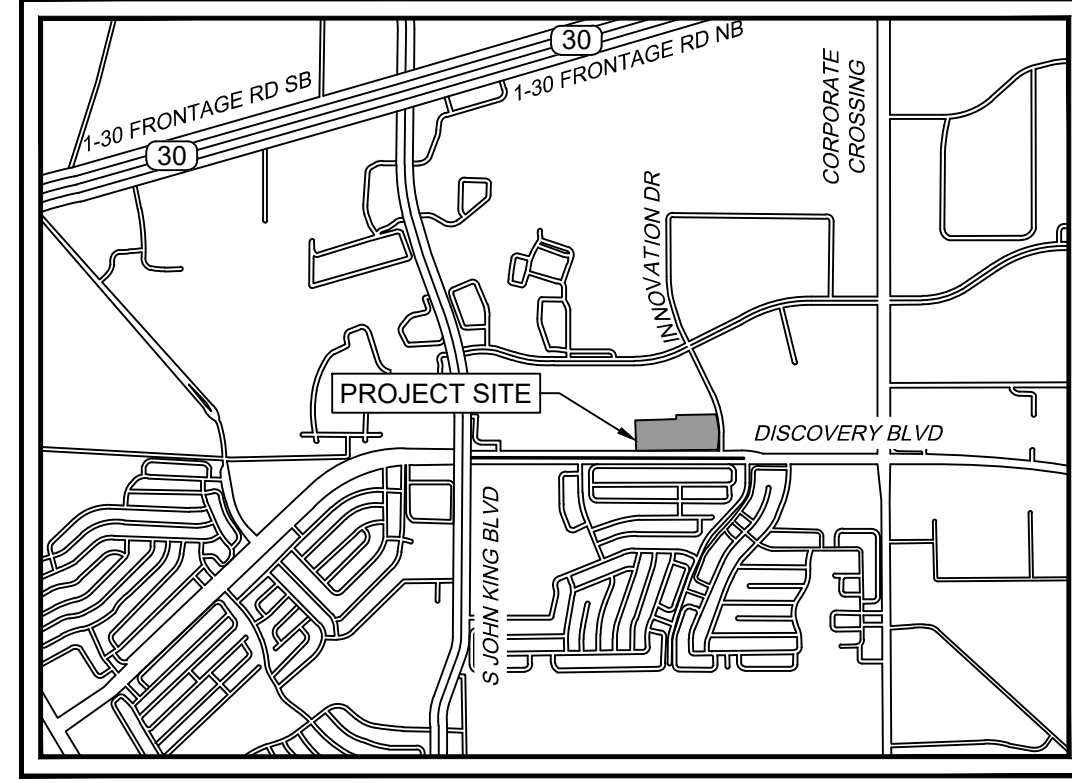 30
1-30 FRONTAGE RD SB
1-30 FRONTAGE RD NB
30
CORPORATE
CROSSING
INNOVATION DR
PROJECT SITE
DISCOVERY BLVD
S JOHN KING BLVD